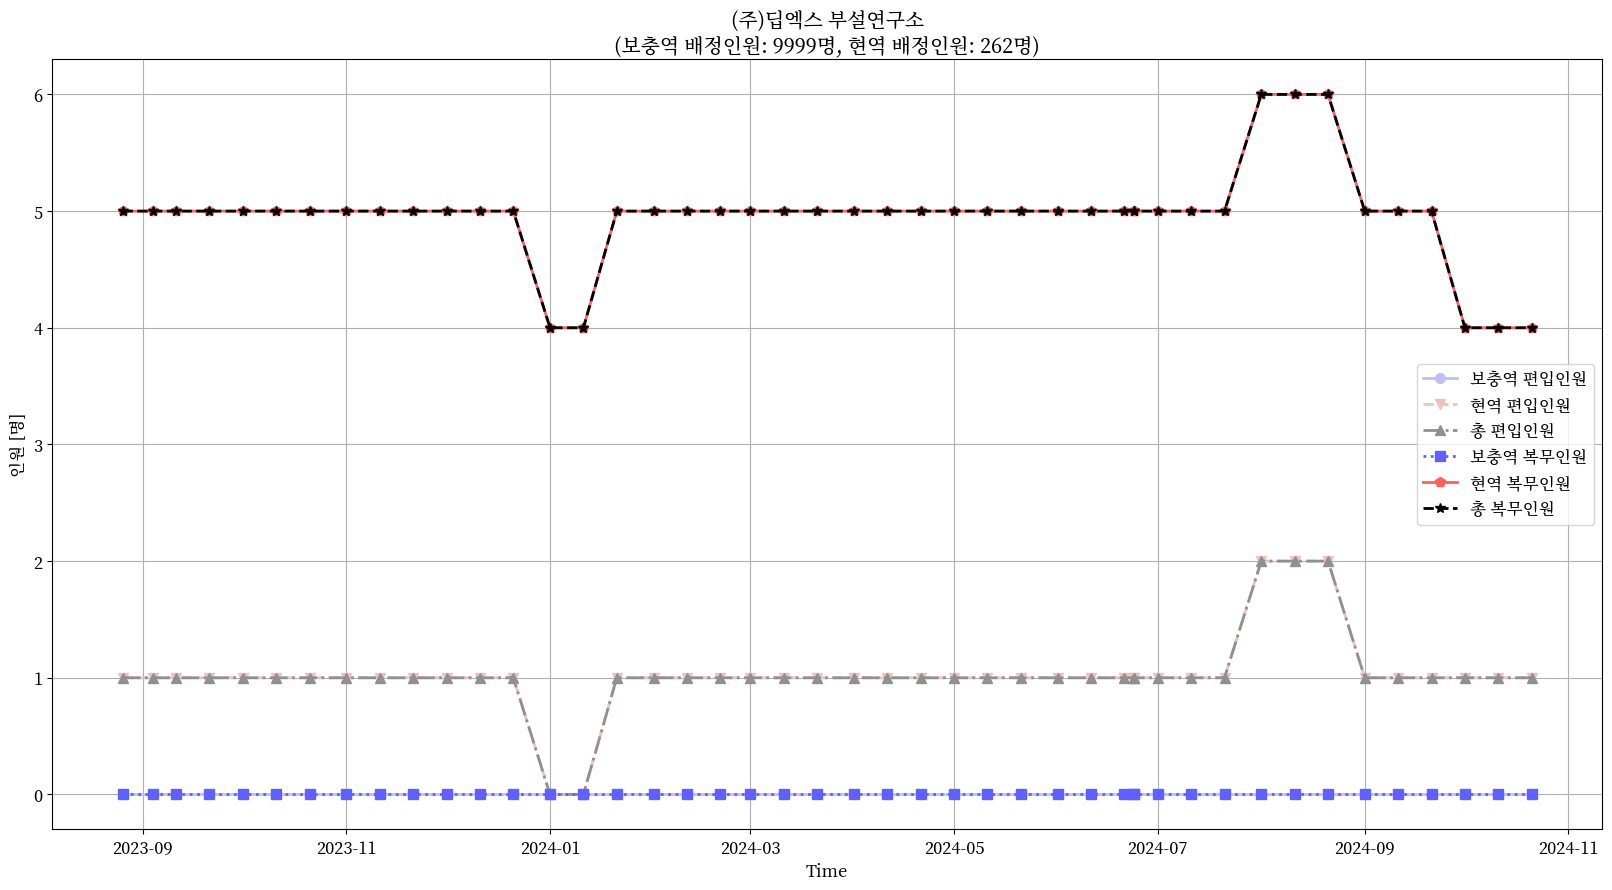 (주)딥엑스 부설연구소
(보충역 배정인원: 9999명, 현역 배정인원: 262명)
인원 [명]
6
5
4
3
2
1
0
보충역 편입인원
현역 편입인원
총 편입인원
보충역 복무인원
현역 복무인원
총 복무인원
2023-09 2023-11 2024-01 2024-03 2024-05 2024-07 2024-09 2024-11
Time